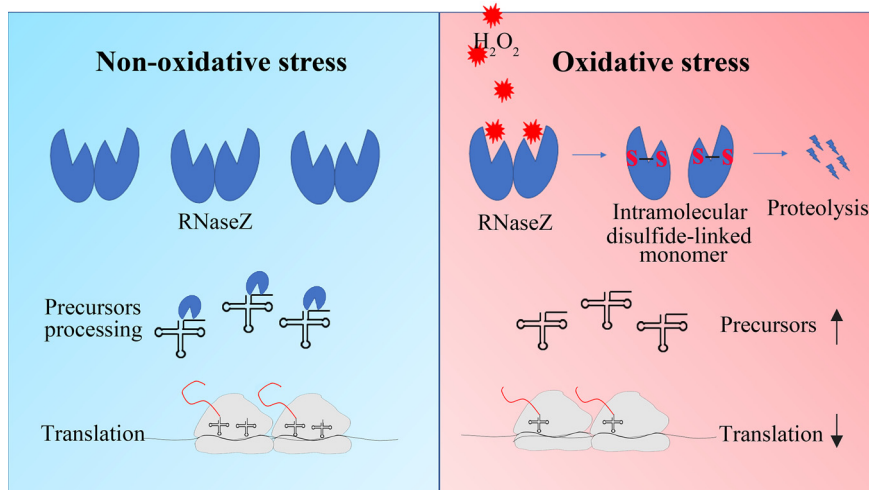 Non-oxidative stress
RNaseZ
Precursors
processing
Translation
H₂O₂
Oxidative stress
RNaseZ
S S
S S
Intramolecular
disulfide-linked
monomer
Proteolysis
Precursors
Translation